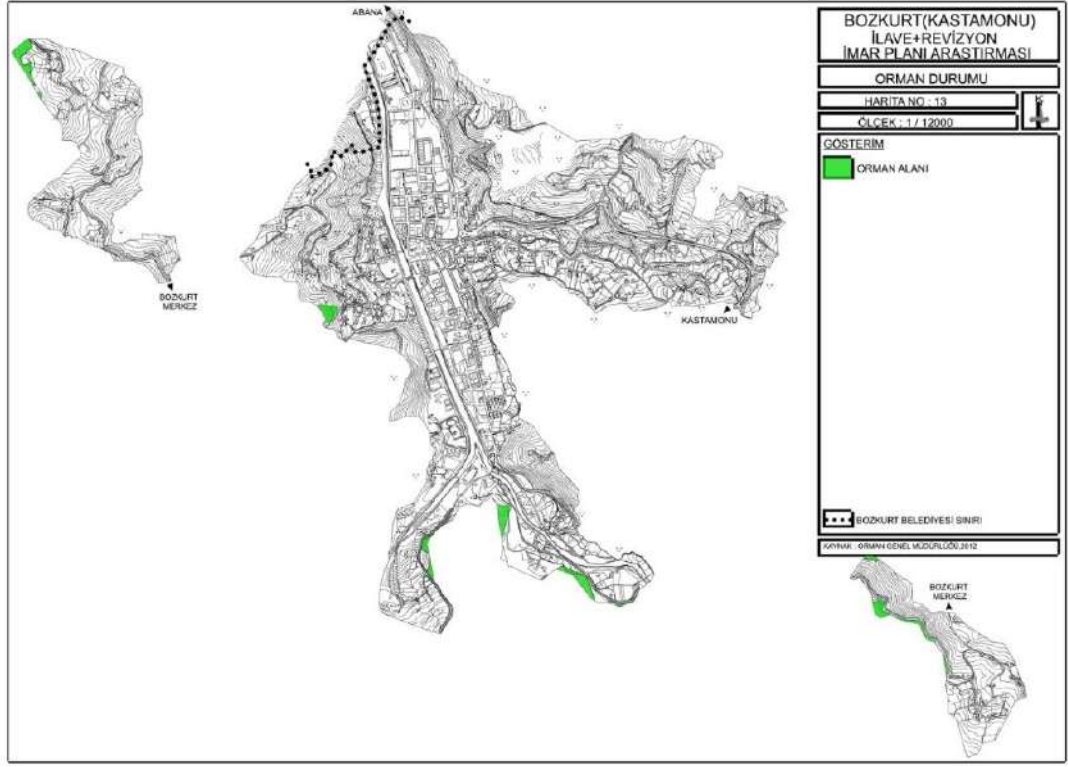 BOZKURT(KASTAMONU)
İLAVE+REVİZYON
İMAR PLANI ARASTIRMASI
ORMAN DURUMU
HARİTA NO : 13
ÖLÇEK : 1 / 12000
GÖSTERİM
ORMAN ALANI
BOZKURT BELEDİYESİ SINIRI
KAYNAK : ORMAN GENEL MÜDÜRLÜĞÜ,2012
ABANA
BOZKURT
MERKEZ
KASTAMONU
BOZKURT
MERKEZ